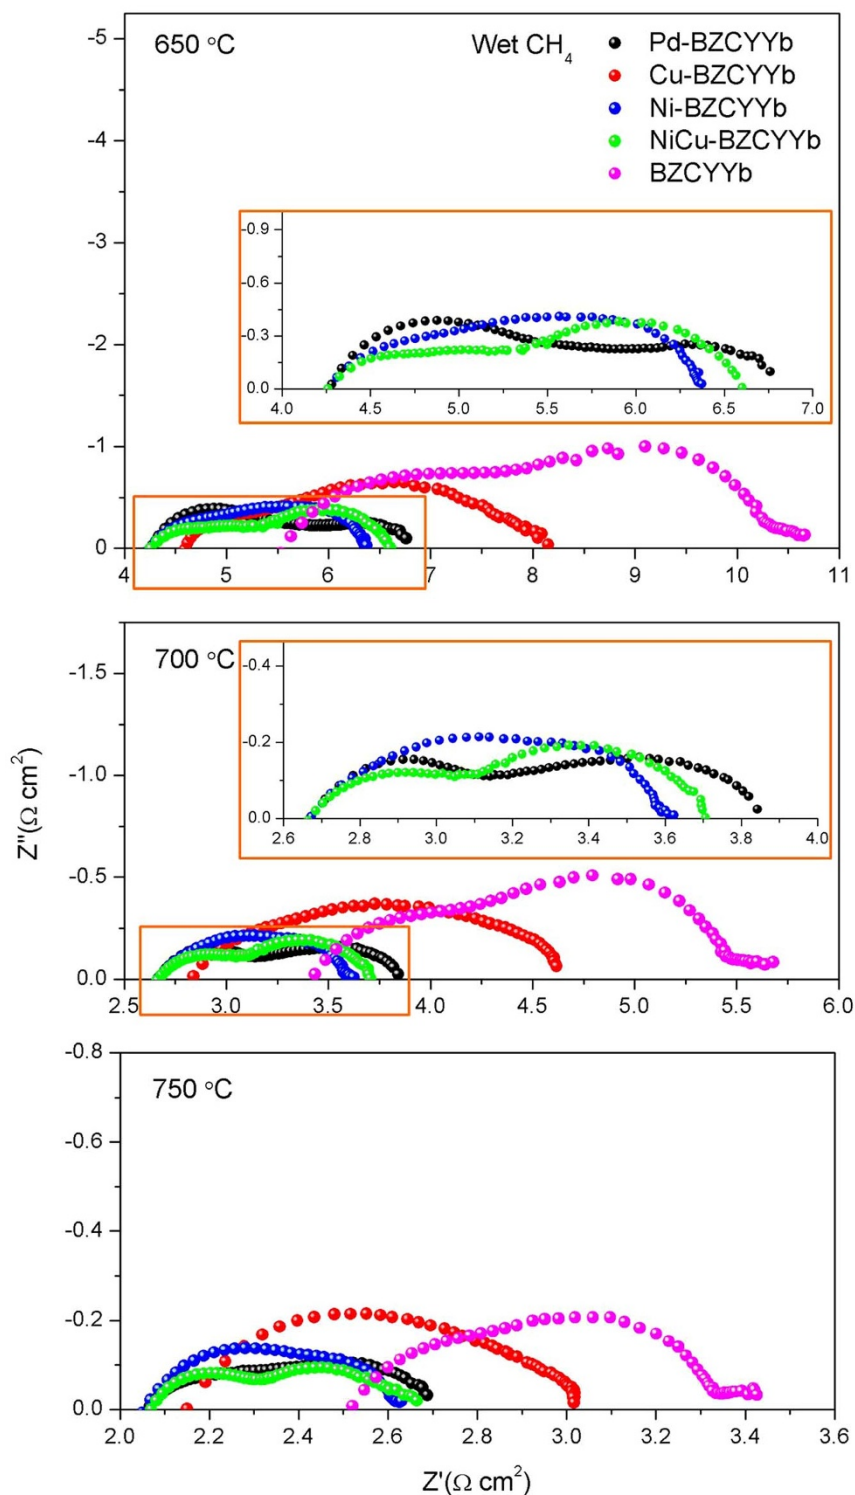 650 °C
Wet CH4
Pd-BZCYYb
Cu-BZCYYb
Ni-BZCYYb
NiCu-BZCYYb
BZCYYb
-5
-4
-3
-2
-1
0
4 5 6 7 8 9 10 11
-0.9
-0.6
-0.3
0.0
4.0 4.5 5.0 5.5 6.0 6.5 7.0
700 °C
-1.5
-1.0
-0.5
0.0
2.5 3.0 3.5 4.0 4.5 5.0 5.5 6.0
-0.4
-0.2
0.0
2.6 2.8 3.0 3.2 3.4 3.6 3.8 4.0
Z''(Ω cm2)
750 °C
-0.8
-0.6
-0.4
-0.2
0.0
2.0 2.2 2.4 2.6 2.8 3.0 3.2 3.4 3.6
Z'(Ω cm2)